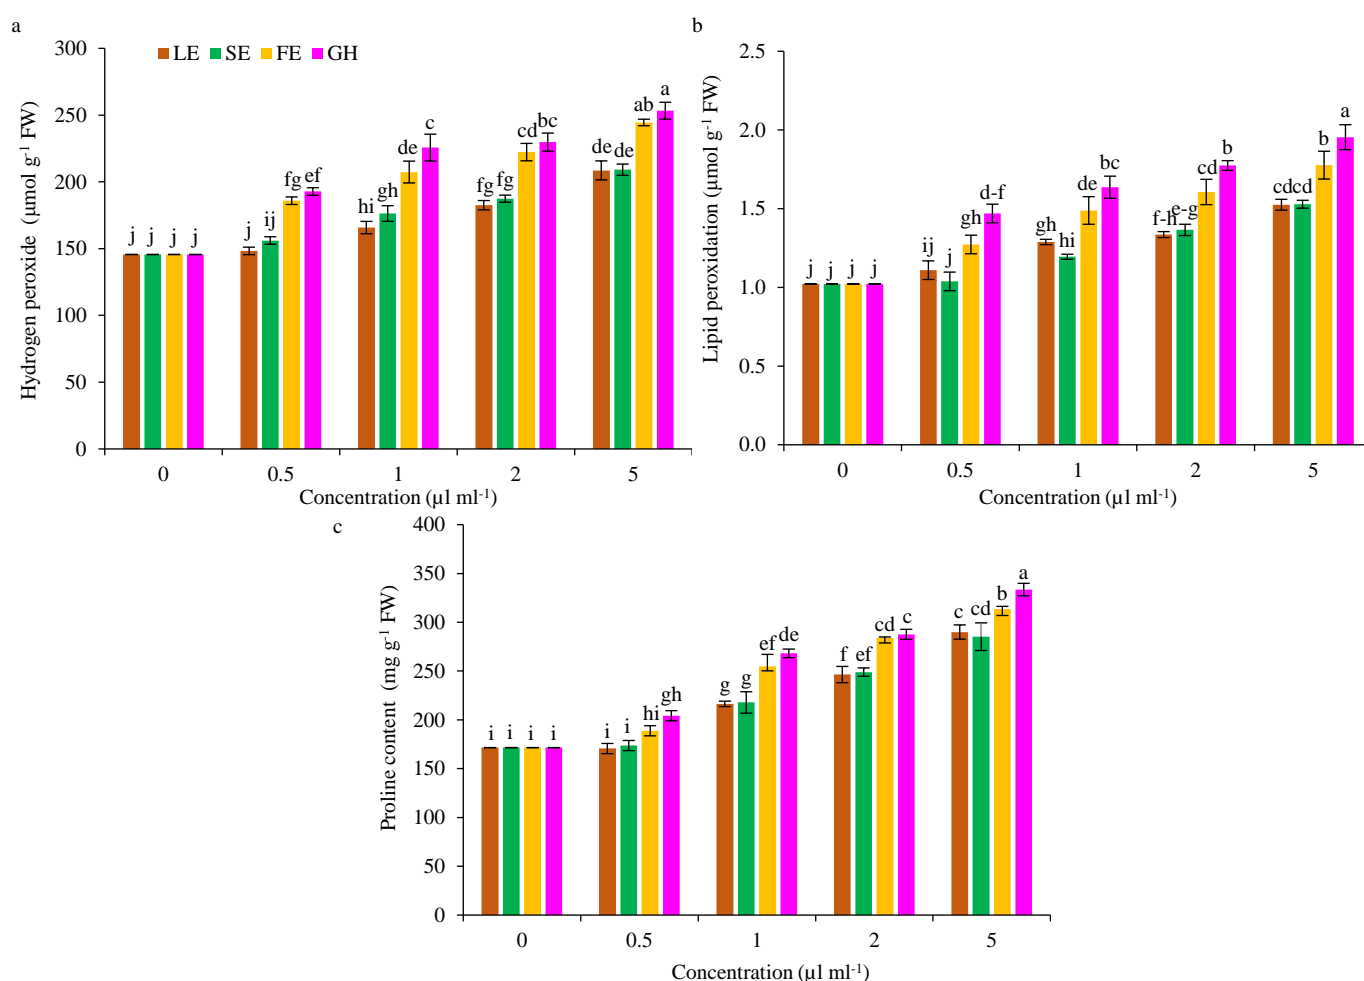 a
LE SE FE GH
Hydrogen peroxide (µmol g-1 FW)
300
250
200
150
100
50
0
j j j j
j ij fg ef
hi gh de c
fg fg cd bc
de de ab a
0 0.5 1 2 5
Concentration (µl ml-1)
b
Lipid peroxidation (µmol g-1 FW)
2.5
2.0
1.5
1.0
0.5
0.0
j j j j
ij j gh d-f
gh hi de bc
f-h e-g cd b
cd cd b a
0 0.5 1 2 5
Concentration (µl ml-1)
c
Proline content (mg g-1 FW)
400
350
300
250
200
150
100
50
0
i i i i
i i hi gh
g g ef de
f ef cd c
c cd b a
0 0.5 1 2 5
Concentration (µl ml-1)